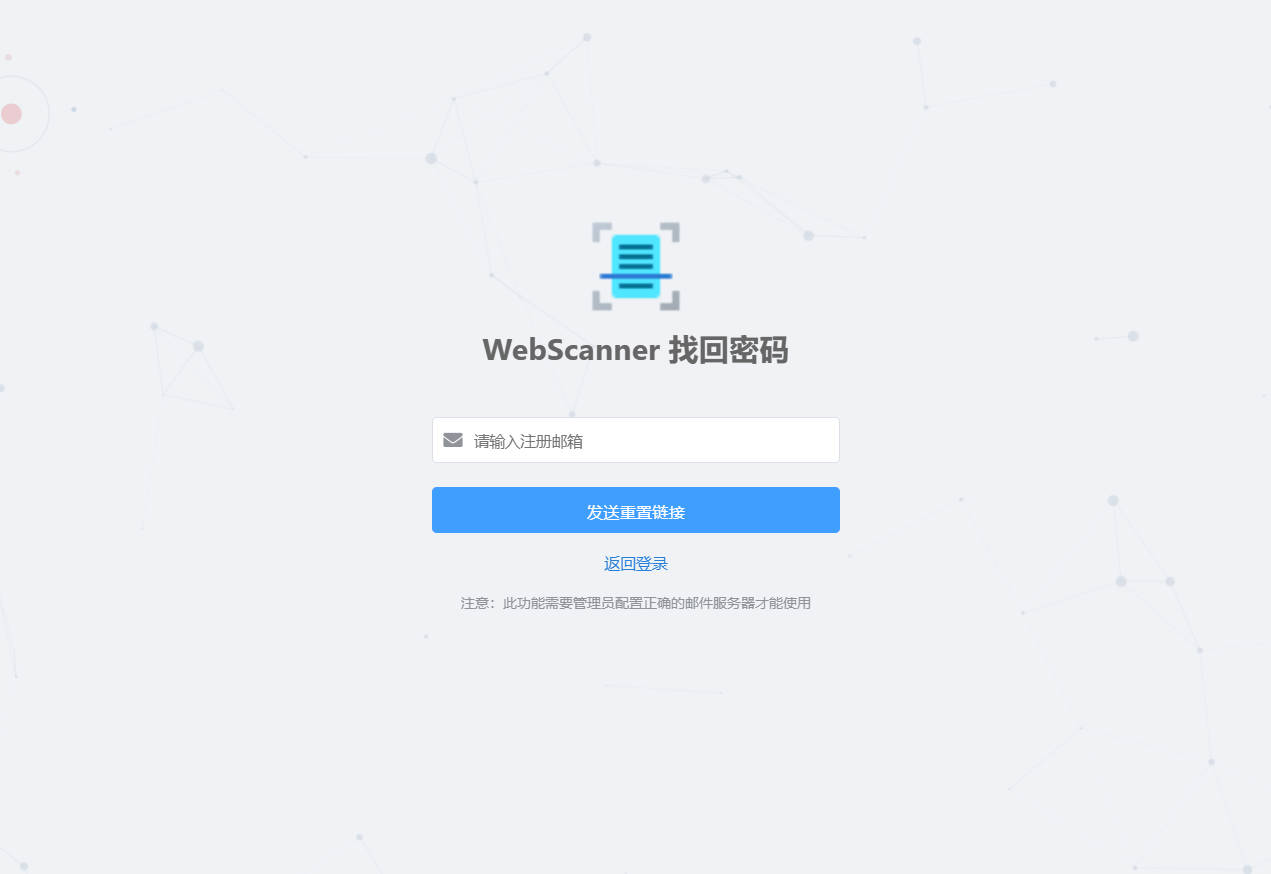 WebScanner 找回密码
请输入注册邮箱
发送重置链接
返回登录
注意：此功能需要管理员配置正确的邮件服务器才能使用